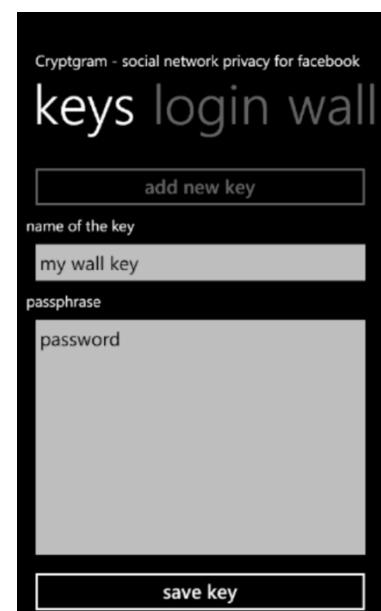 Cryptgram - social network privacy for facebook
keys login wall
add new key
name of the key
my wall key
passphrase
password
save key